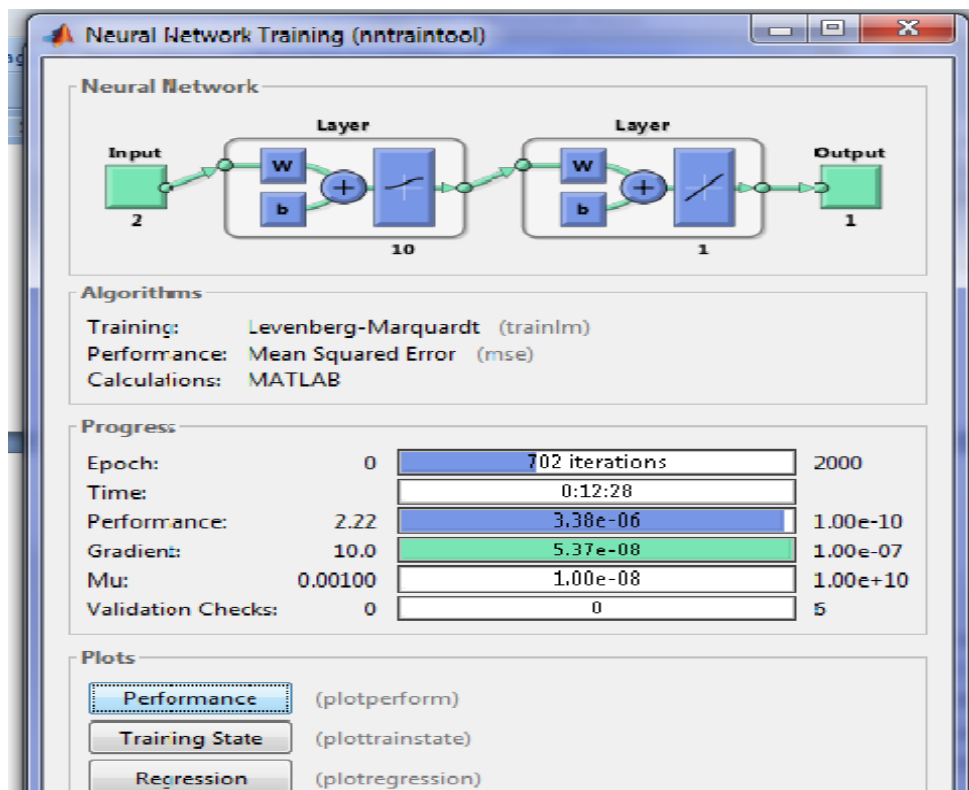 Neural Network Training (nntraintool)
Neural Network
Layer Layer
Input Output
W W
+ +
b b
2 1
10 1
Algorithms
Training: Levenberg-Marquardt (trainlm)
Performance: Mean Squared Error (mse)
Calculations: MATLAB
Progress
Epoch: 0 702 iterations 2000
Time: 0:12:28
Performance: 2.22 3.38e-06 1.00e-10
Gradient: 10.0 5.37e-08 1.00e-07
Mu: 0.00100 1.00e-08 1.00e+10
Validation Checks: 0 0 6
Plots
Performance (plotperform)
Training State (plottrainstate)
Regression (plotregression)